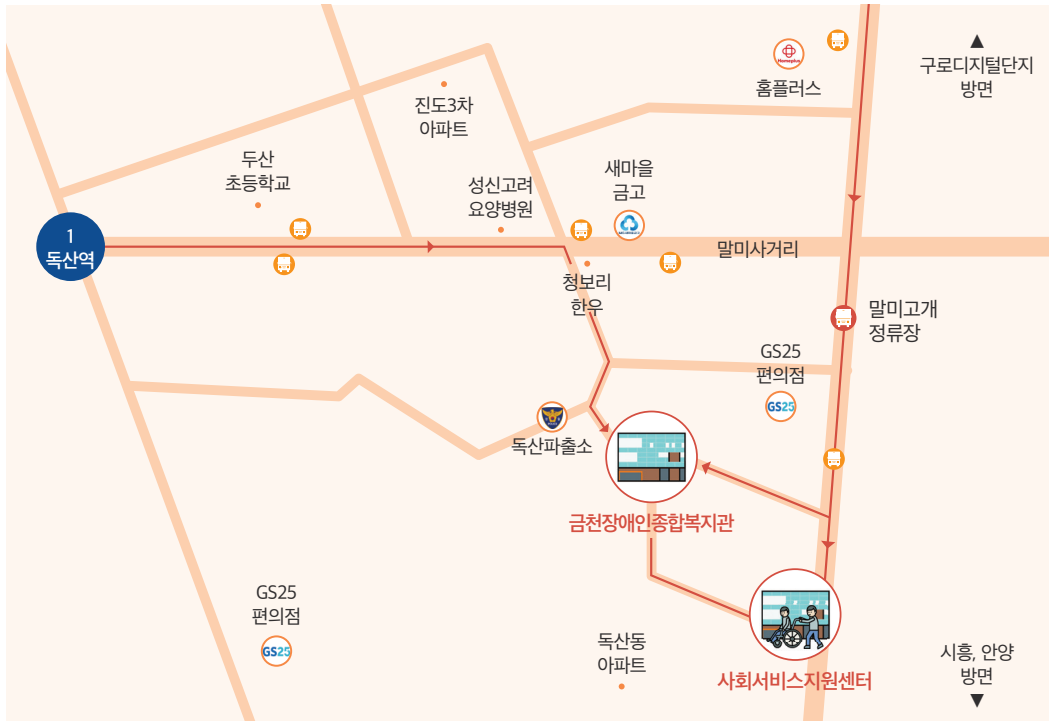 Homeplus
홈플러스
▲
구로디지털단지
방면
진도3차
아파트
두산
초등학교
성신고려
요양병원
새마을
금고
1
독산역
말미사거리
청보리
한우
말미고개
정류장
GS25
편의점
GS25
독산파출소
금천장애인종합복지관
GS25
편의점
GS25
독산동
아파트
사회서비스지원센터
시흥, 안양
방면
▼